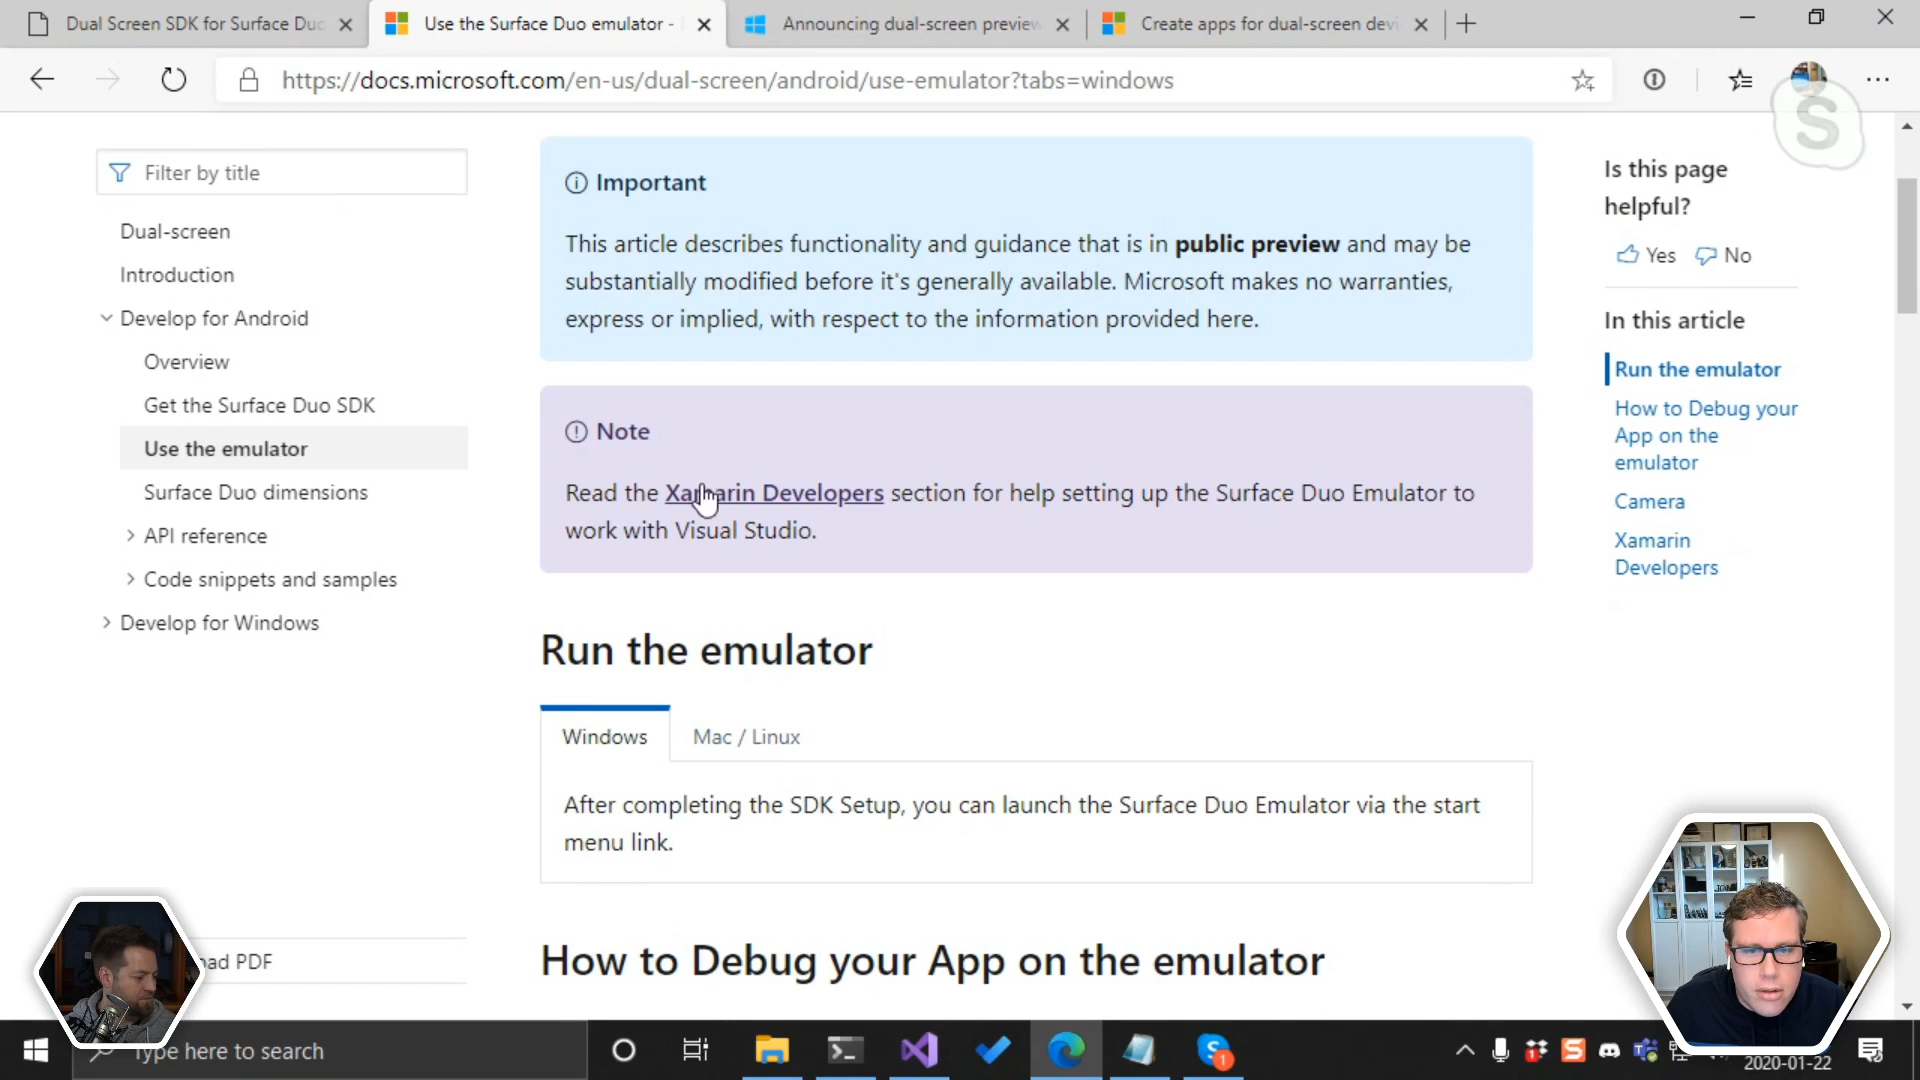 Dual Screen SDK for Surface Duo
Use the Surface Duo emulator -
Announcing dual-screen preview
Create apps for dual-screen devi
https://docs.microsoft.com/en-us/dual-screen/android/use-emulator?tabs=windows
S
Filter by title
Dual-screen
Introduction
Develop for Android
Overview
Get the Surface Duo SDK
Use the emulator
Surface Duo dimensions
API reference
Code snippets and samples
Develop for Windows
oad PDF
Important
This article describes functionality and guidance that is in public preview and may be
substantially modified before it's generally available. Microsoft makes no warranties,
express or implied, with respect to the information provided here.
Note
Read the Xamarin Developers section for help setting up the Surface Duo Emulator to
work with Visual Studio.
Run the emulator
Windows
Mac / Linux
After completing the SDK Setup, you can launch the Surface Duo Emulator via the start
menu link.
How to Debug your App on the emulator
Is this page
helpful?
Yes No
In this article
Run the emulator
How to Debug your
App on the
emulator
Camera
Xamarin
Developers
Type here to search
1
1
S
2020-01-22